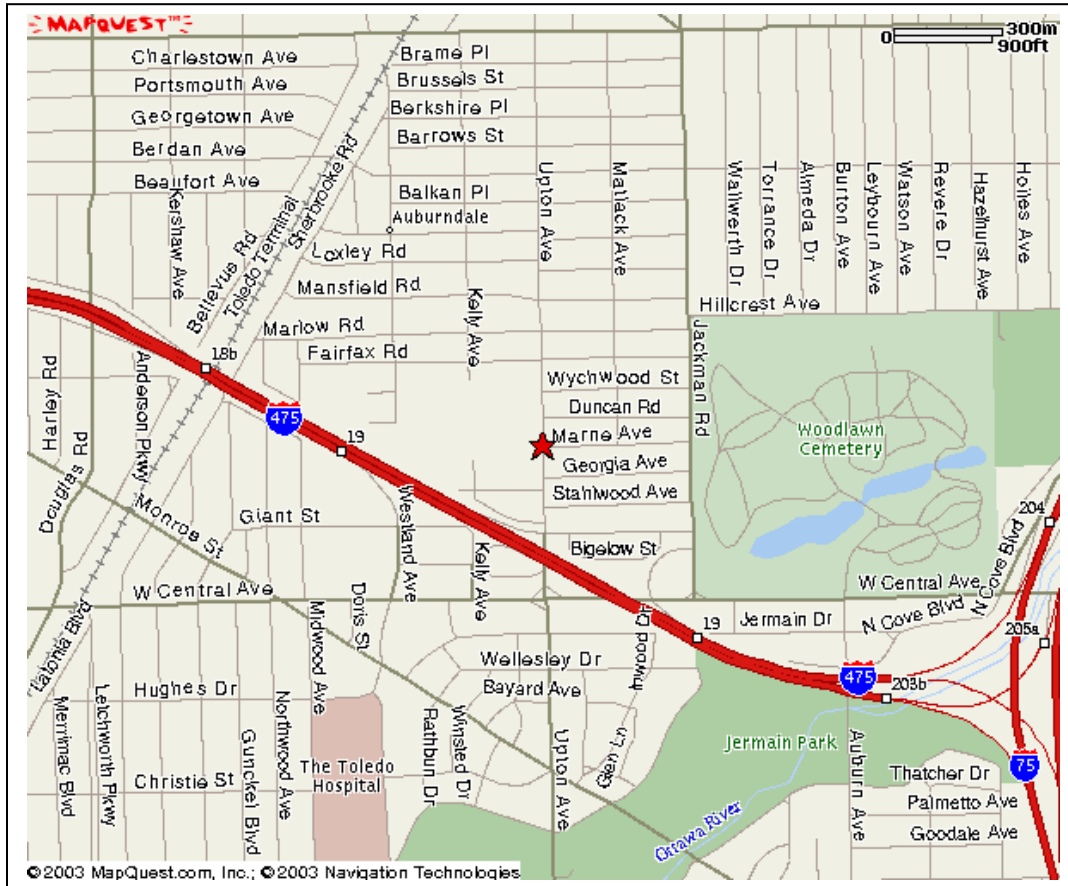 MAPQUEST™
0 300m
900ft
Charlestown Ave
Portsmouth Ave
Georgetown Ave
Berdan Ave
Beaufort Ave
Brame Pl
Brussels St
Berkshire Pl
Barrows St
Balkan Pl
Auburndale
Loxley Rd
Mansfield Rd
Marlow Rd
Fairfax Rd
Kershaw Ave
Bellevue Rd
Toledo Terminal
Sherbrooke Rd
Kelly Ave
Upton Ave
Matlack Ave
Wallwerth Dr
Torrance Dr
Almeda Dr
Burton Ave
Leybourn Ave
Watson Ave
Revere Dr
Hazelhurst Ave
Hoiles Ave
Hillcrest Ave
Jackman Rd
18b
475
19
Harley Rd
Anderson Pkwy
Douglas Rd
Monroe St
Wychwood St
Duncan Rd
Marne Ave
Georgia Ave
Stahlwood Ave
Bigelow St
Woodlawn
Cemetery
Giant St
Westland Ave
Kelly Ave
Doris St
W Central Ave
W Central Ave
N Cove Blvd
N Cove Blvd
204
205a
19
Jermain Dr
475
203b
75
Latonia Blvd
Midwood Ave
Wellesley Dr
Bayard Ave
Inwood Dr
Hughes Dr
Merrimac Blvd
Letchworth Pkwy
Gunckel Blvd
Northwood Ave
Christie St
The Toledo
Hospital
Rathbun Dr
Winsted Dr
Upton Ave
Glen Ln
Jermain Park
Ottawa River
Auburn Ave
Thatcher Dr
Palmetto Ave
Goodale Ave
©2003 MapQuest.com, Inc.; ©2003 Navigation Technologies